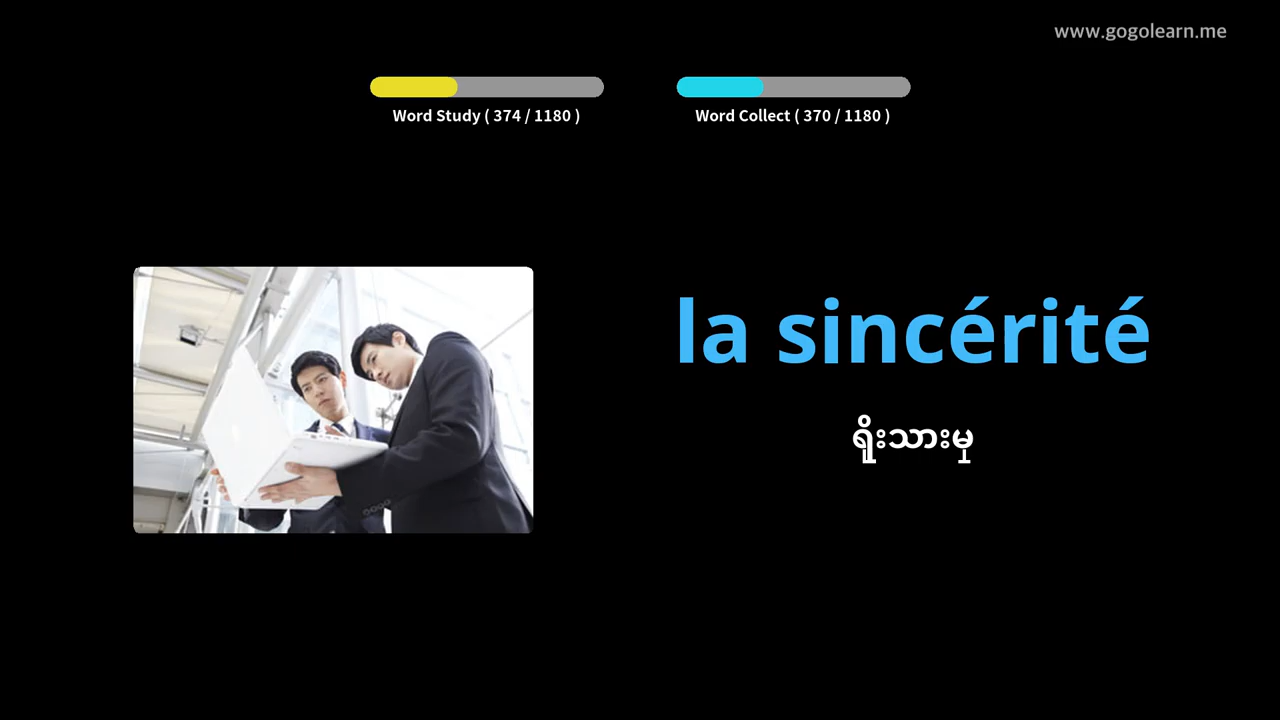 www.gogolearn.me
Word Study ( 374 / 1180 )
Word Collect ( 370 / 1180 )
la sincérité
ရိုးသားမှ